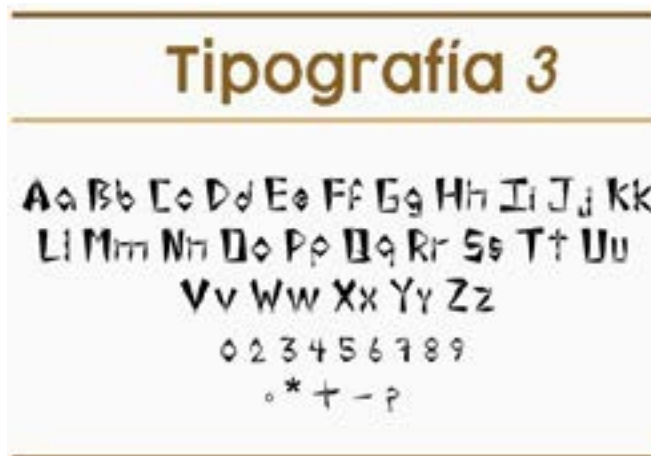 Tipografía 3
Aa Bb Cc Dd Ee Ff Gg Hh Ii Jj Kk
Ll Mm Nn Oo Pp Qq Rr Ss Tt Uu
Vv Ww Xx Yy Zz
0 2 3 4 5 6 7 8 9
° * + - ?